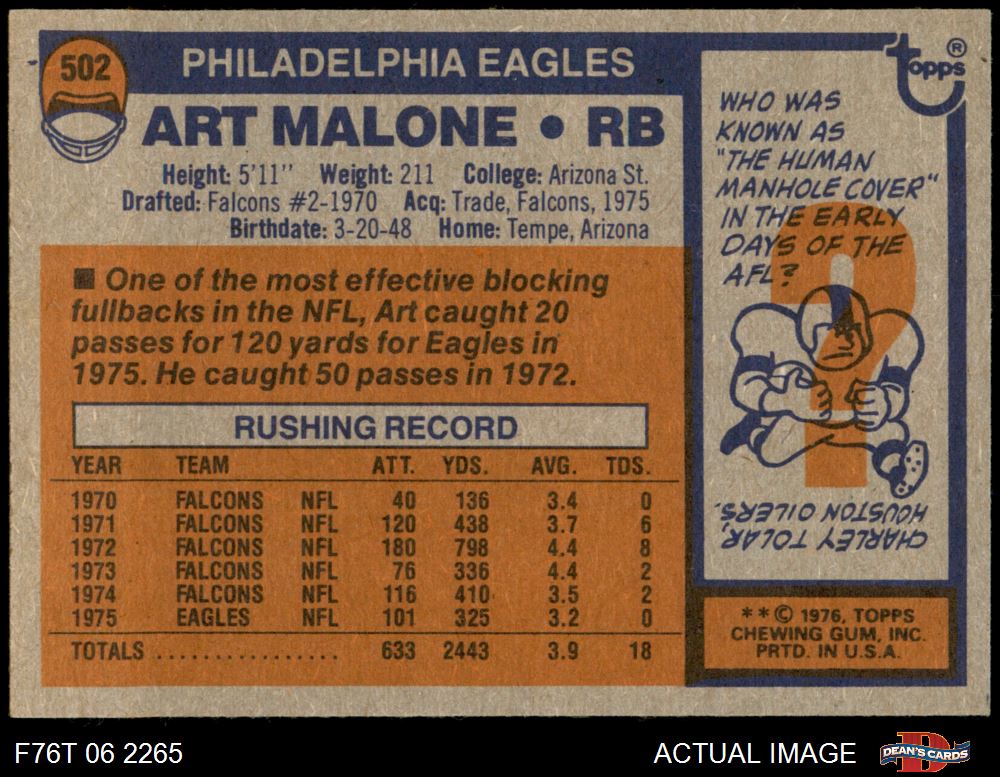 502
PHILADELPHIA EAGLES
ART MALONE • RB
Height: 5'11'' Weight: 211 College: Arizona St.
Drafted: Falcons #2-1970 Acq: Trade, Falcons, 1975
Birthdate: 3-20-48 Home: Tempe, Arizona
■ One of the most effective blocking
fullbacks in the NFL, Art caught 20
passes for 120 yards for Eagles in
1975. He caught 50 passes in 1972.
RUSHING RECORD
YEAR TEAM ATT. YDS. AVG. TDS.
1970 FALCONS NFL 40 136 3.4 0
1971 FALCONS NFL 120 438 3.7 6
1972 FALCONS NFL 180 798 4.4 8
1973 FALCONS NFL 76 336 4.4 2
1974 FALCONS NFL 116 410 3.5 2
1975 EAGLES NFL 101 325 3.2 0
TOTALS ................. 633 2443 3.9 18
topps ®
WHO WAS
KNOWN AS
"THE HUMAN
MANHOLE COVER"
IN THE EARLY
DAYS OF THE
AFL?
?
CHARLEY TOLAR,
HOUSTON OILERS.
**© 1976, TOPPS
CHEWING GUM, INC.
PRTD. IN U.S.A.
F76T 06 2265
ACTUAL IMAGE
D
DEAN'S CARDS